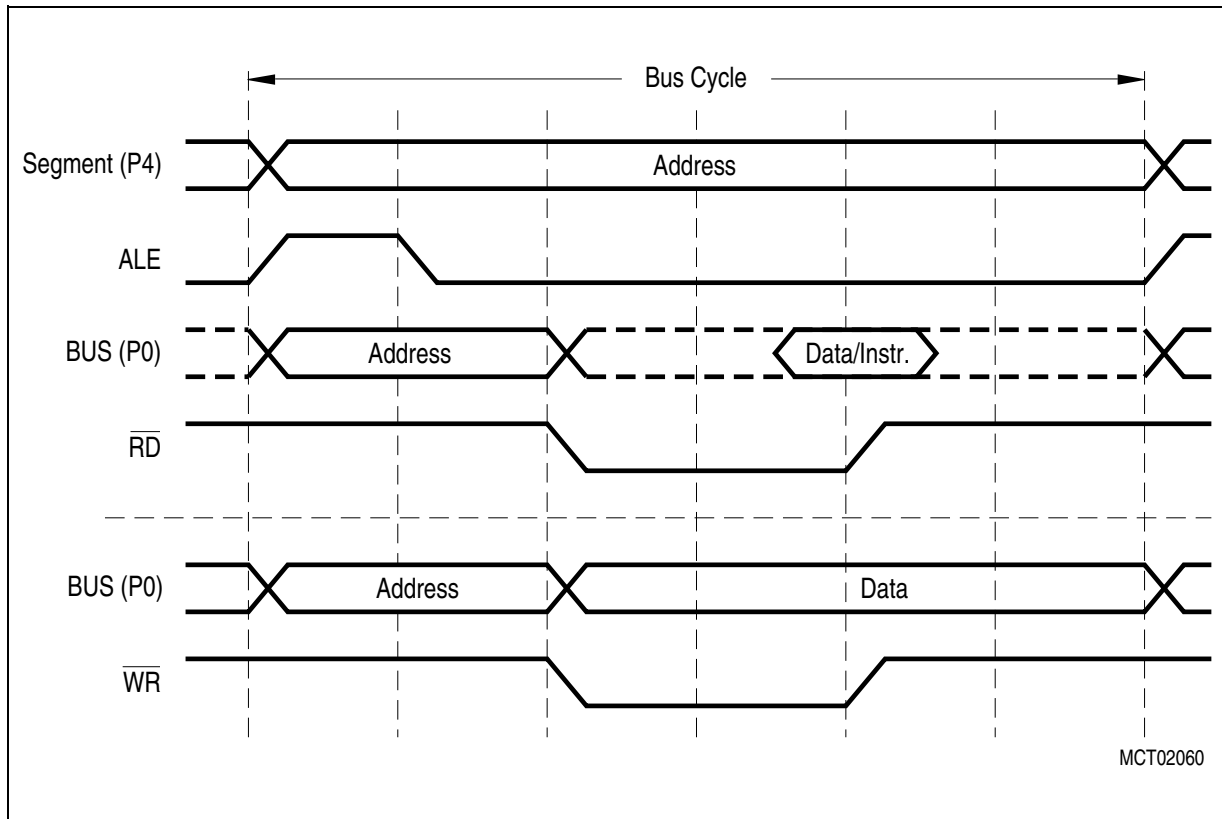 Bus Cycle
Segment (P4)
Address
ALE
BUS (P0)
Address
Data/Instr.
RD
BUS (P0)
Address
Data
WR
MCT02060